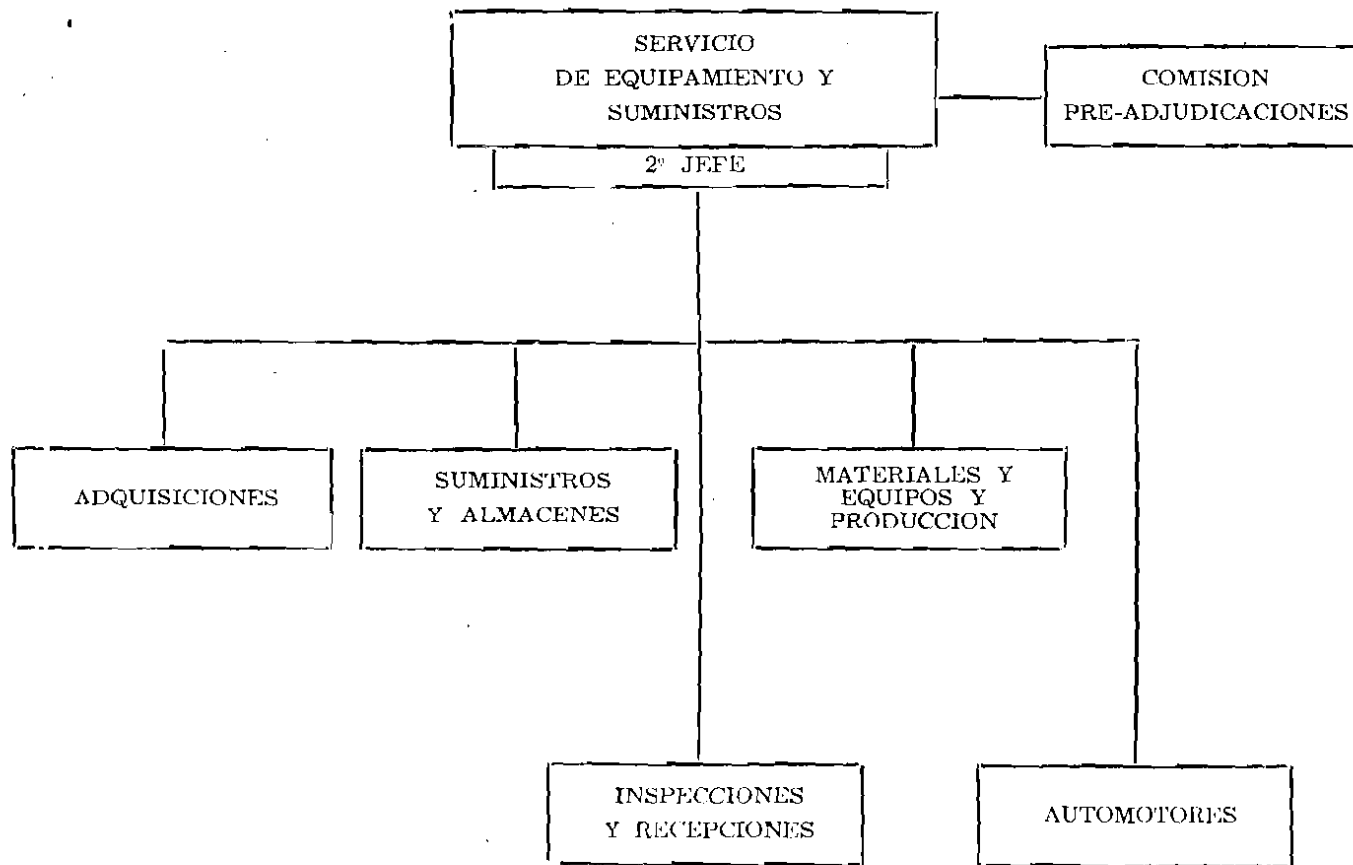 SERVICIO
DE EQUIPAMIENTO Y
SUMINISTROS
COMISION
PRE-ADJUDICACIONES
2º JEFE
ADQUISICIONES
SUMINISTROS
Y ALMACENES
MATERIALES Y
EQUIPOS Y
PRODUCCION
INSPECCIONES
Y RECEPCIONES
AUTOMOTORES